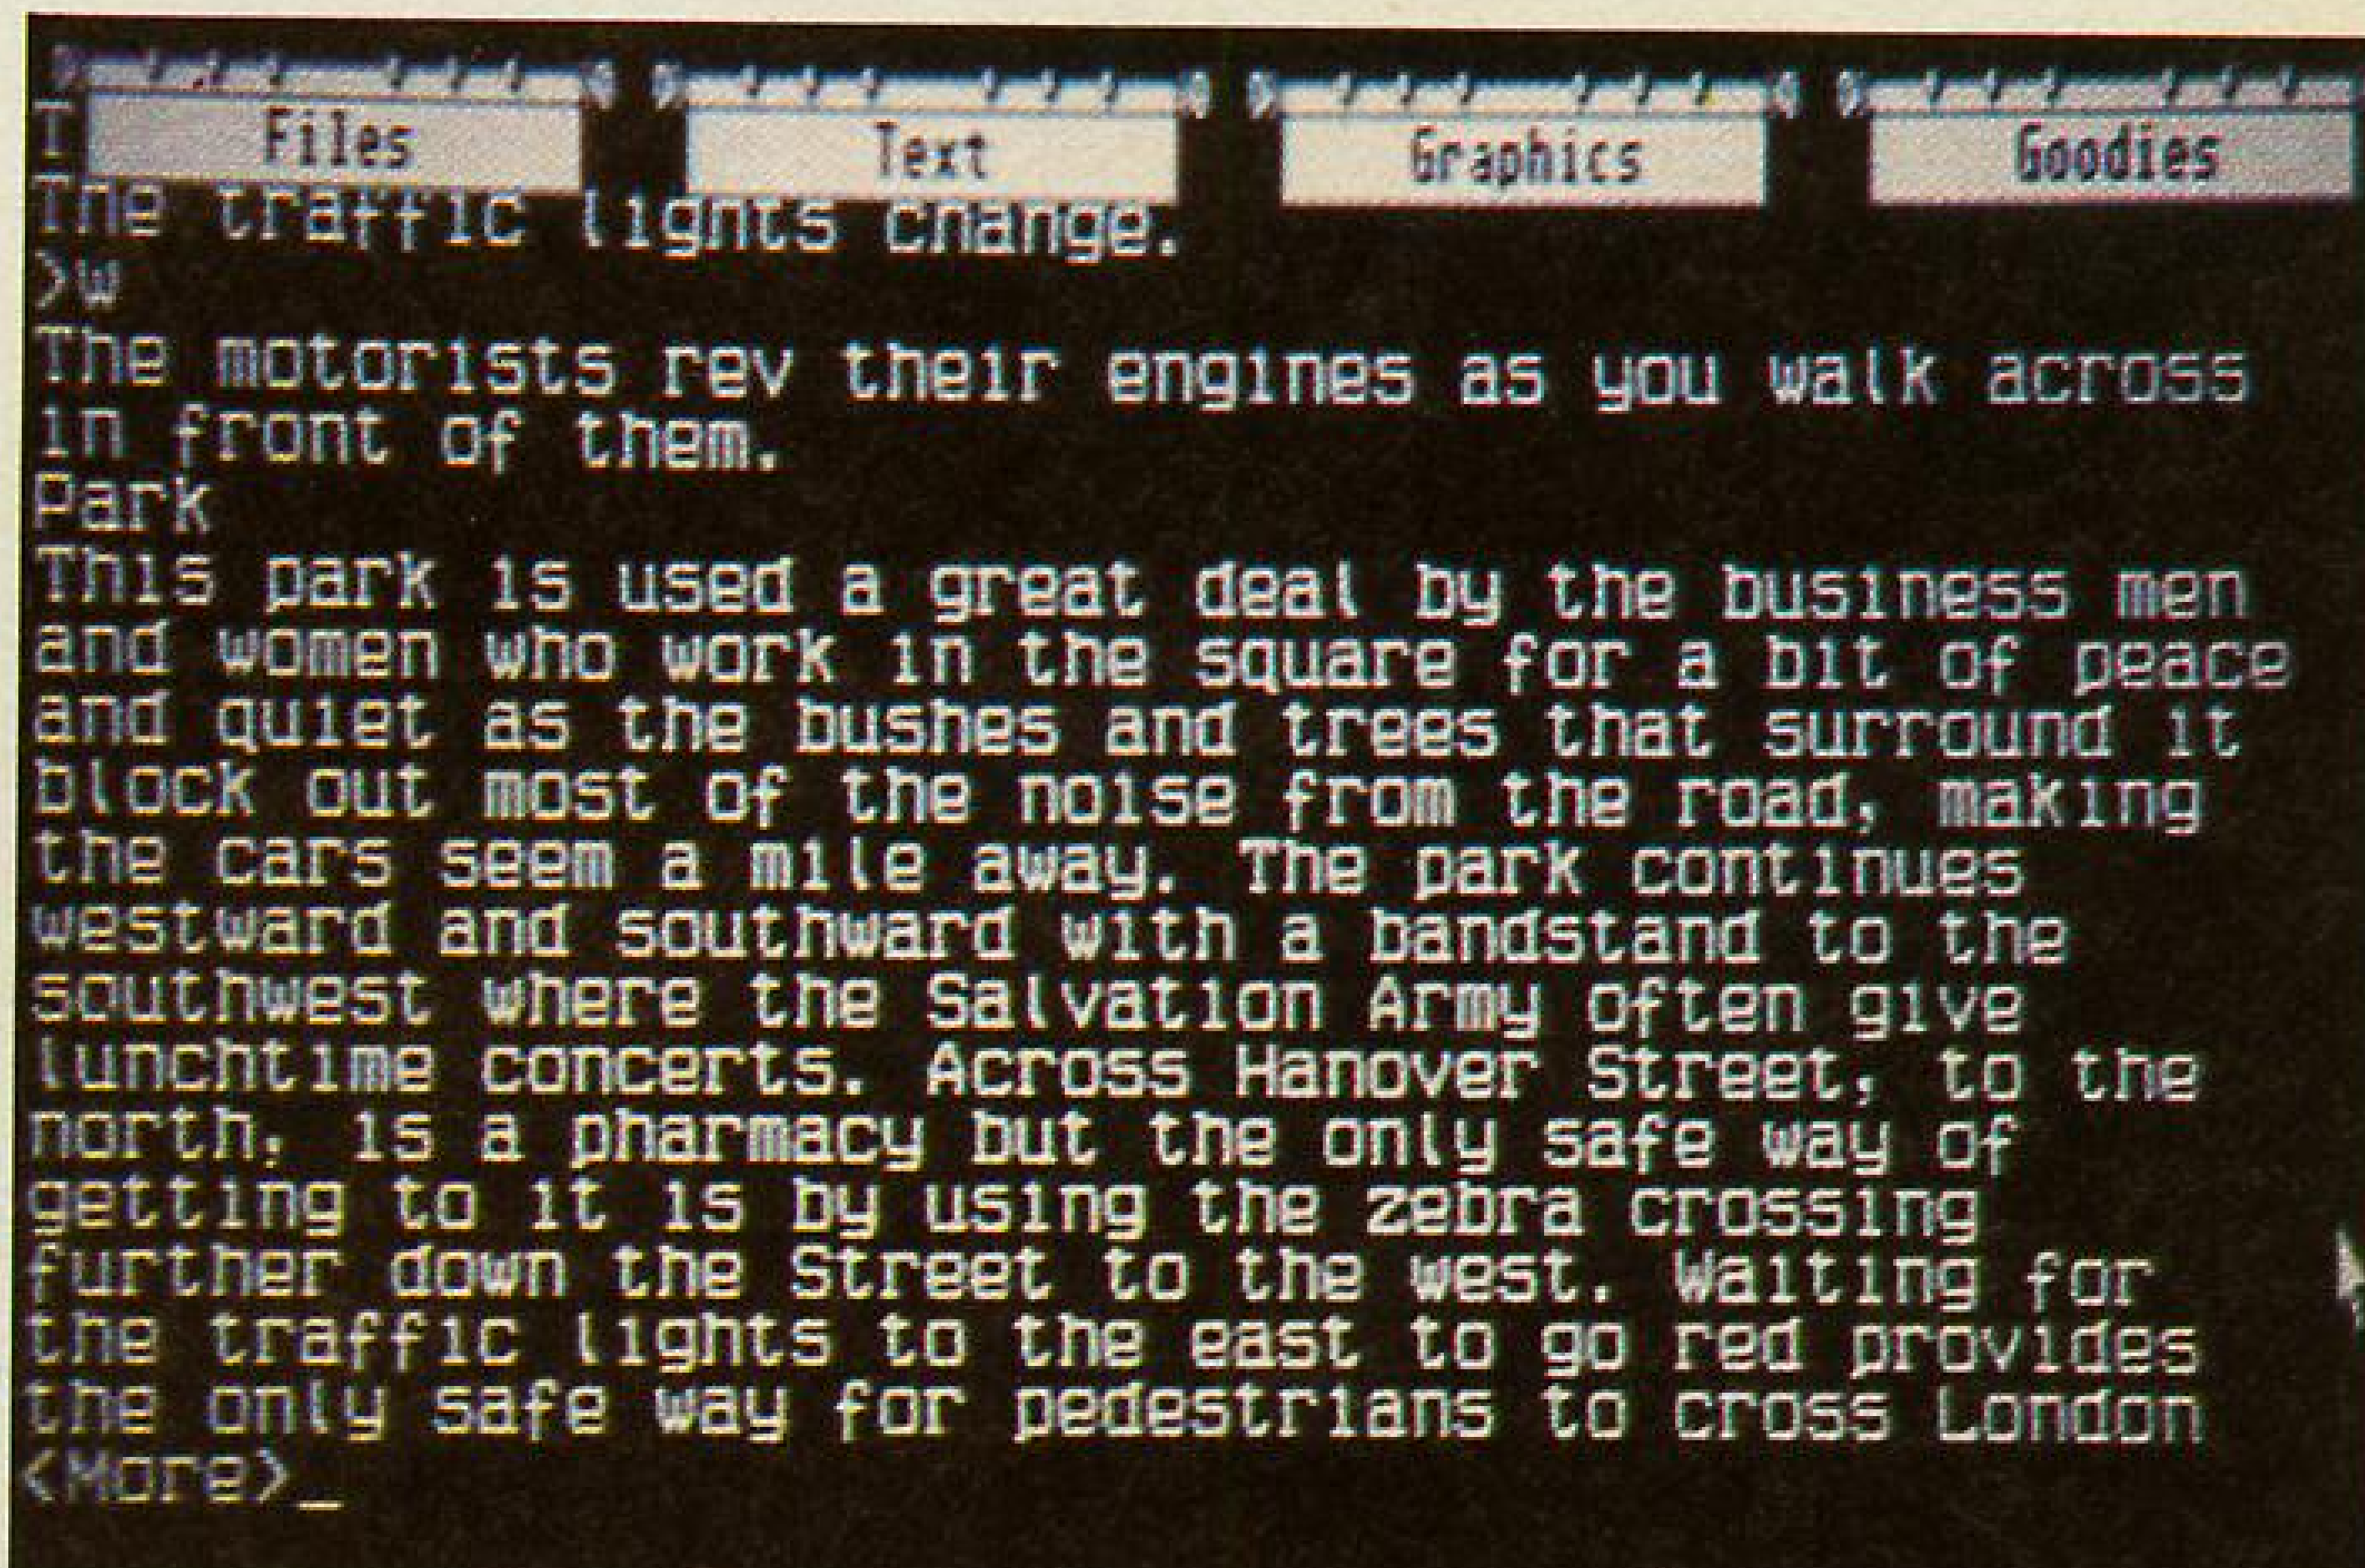 Files Text Graphics Goodies
T
The traffic lights change.
>w
The motorists rev their engines as you walk across
in front of them.
Park
This park is used a great deal by the business men
and women who work in the square for a bit of peace
and quiet as the bushes and trees that surround it
block out most of the noise from the road, making
the cars seem a mile away. The park continues
westward and southward with a bandstand to the
southwest where the Salvation Army often give
lunchtime concerts. Across Hanover Street, to the
north, is a pharmacy but the only safe way of
getting to it is by using the zebra crossing
further down the Street to the west. Waiting for
the traffic lights to the east to go red provides
the only safe way for pedestrians to cross London
<More>_